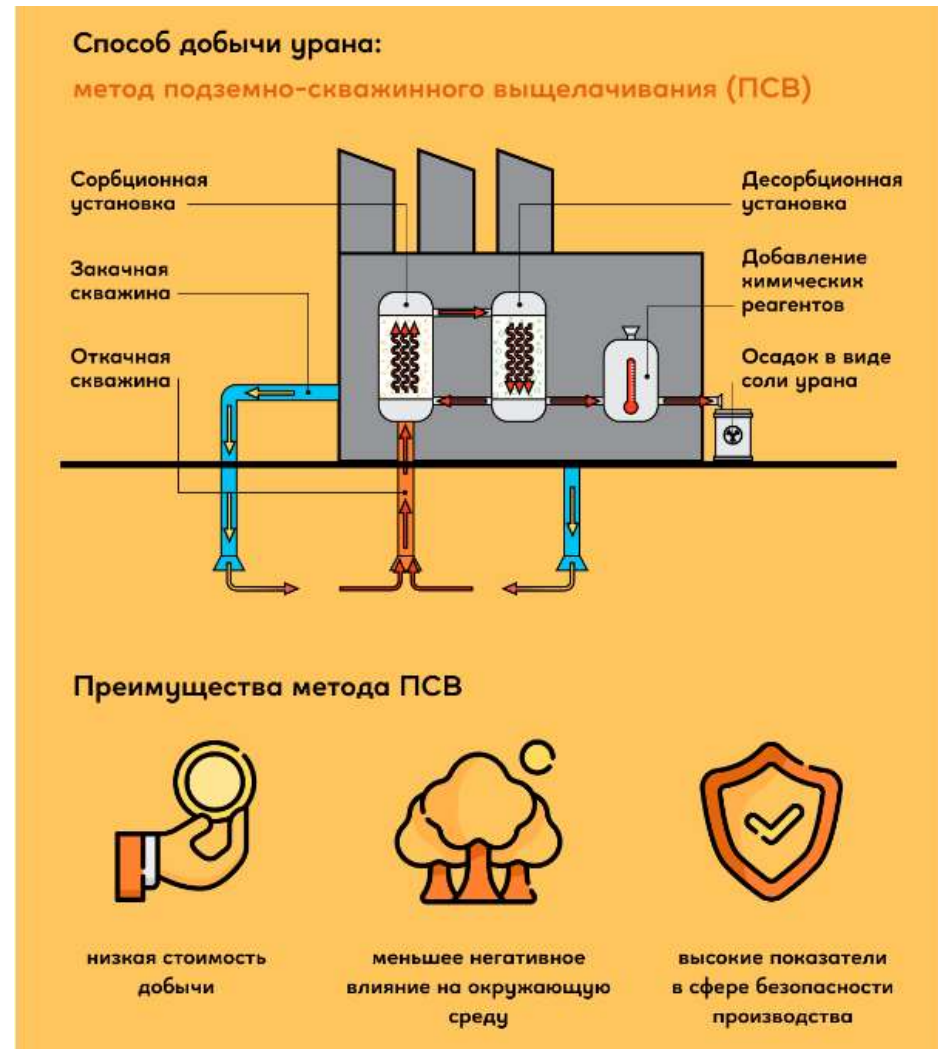 Способ добычи урана:
метод подземно-скважинного выщелачивания (ПСВ)
Сорбционная
установка
Закачная
скважина
Откачная
скважина
Десорбционная
установка
Добавление
химических
реагентов
Осадок в виде
соли урана
Преимущества метода ПСВ
низкая стоимость
добычи
меньшее негативное
влияние на окружающую
среду
высокие показатели
в сфере безопасности
производства